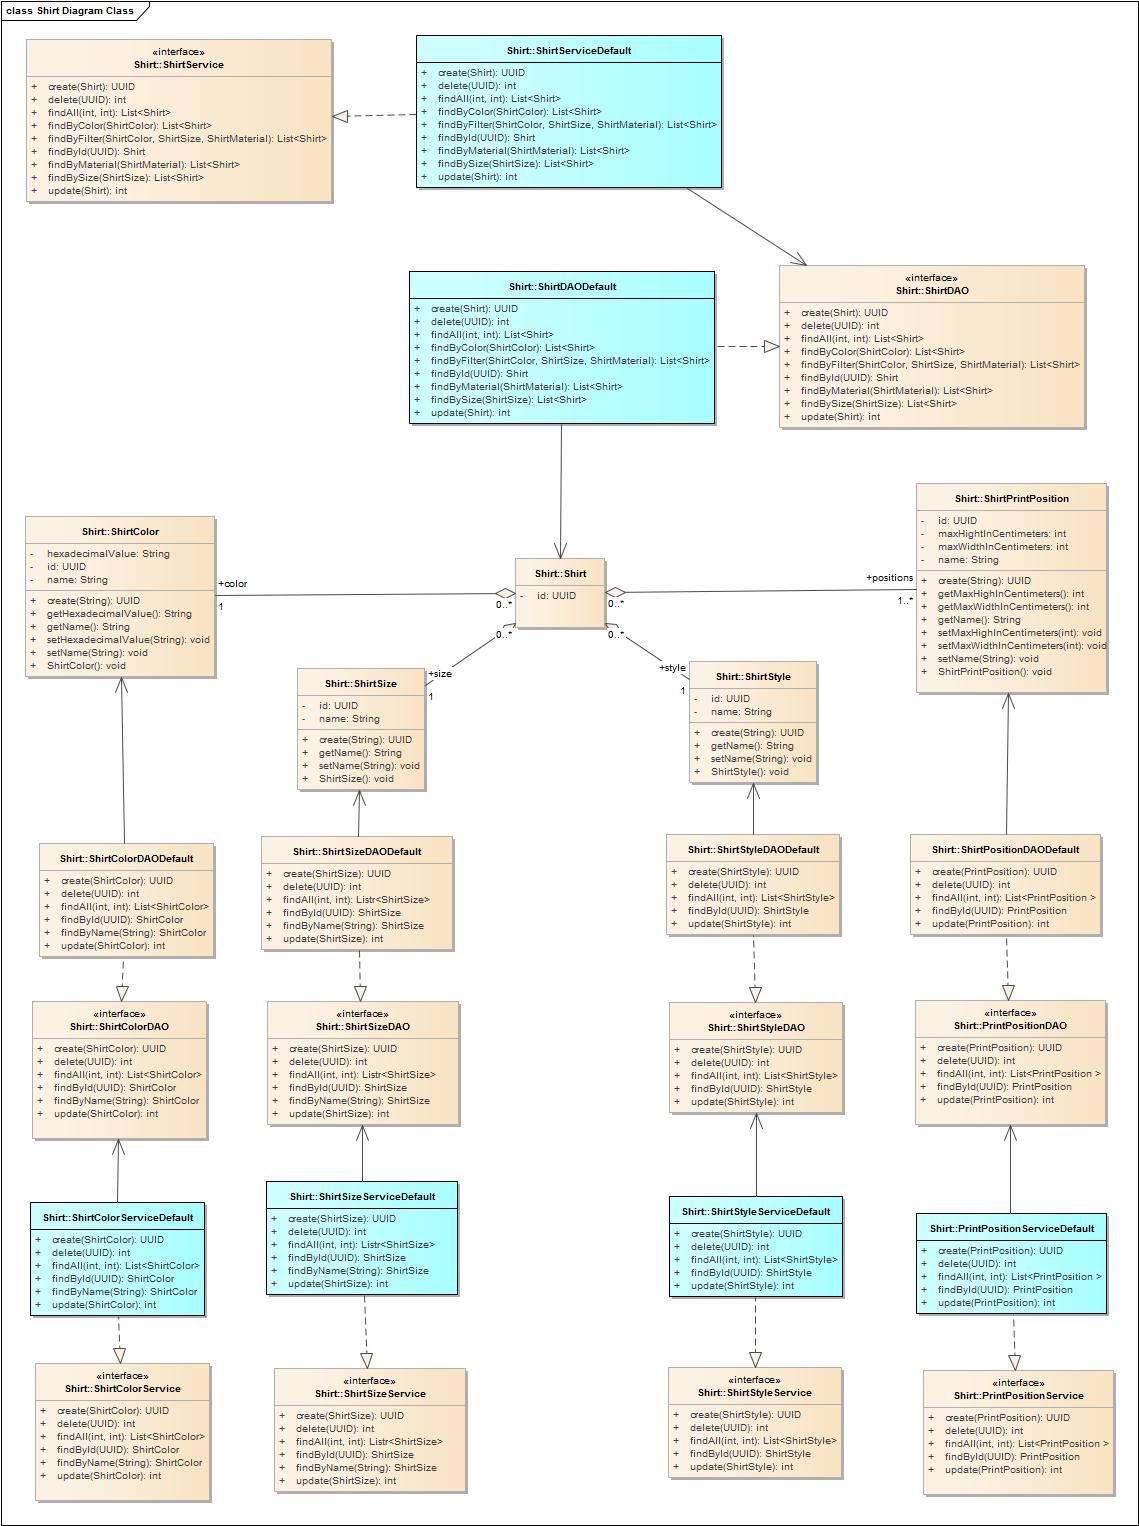 class Shirt Diagram Class
«interface»
Shirt::ShirtService
+ create(Shirt): UUID
+ delete(UUID): int
+ findAll(int, int): List<Shirt>
+ findByColor(ShirtColor): List<Shirt>
+ findByFilter(ShirtColor, ShirtSize, ShirtMaterial): List<Shirt>
+ findById(UUID): Shirt
+ findByMaterial(ShirtMaterial): List<Shirt>
+ findBySize(ShirtSize): List<Shirt>
+ update(Shirt): int
Shirt::ShirtServiceDefault
+ create(Shirt): UUID
+ delete(UUID): int
+ findAll(int, int): List<Shirt>
+ findByColor(ShirtColor): List<Shirt>
+ findByFilter(ShirtColor, ShirtSize, ShirtMaterial): List<Shirt>
+ findById(UUID): Shirt
+ findByMaterial(ShirtMaterial): List<Shirt>
+ findBySize(ShirtSize): List<Shirt>
+ update(Shirt): int
Shirt::ShirtDAODefault
+ create(Shirt): UUID
+ delete(UUID): int
+ findAll(int, int): List<Shirt>
+ findByColor(ShirtColor): List<Shirt>
+ findByFilter(ShirtColor, ShirtSize, ShirtMaterial): List<Shirt>
+ findById(UUID): Shirt
+ findByMaterial(ShirtMaterial): List<Shirt>
+ findBySize(ShirtSize): List<Shirt>
+ update(Shirt): int
«interface»
Shirt::ShirtDAO
+ create(Shirt): UUID
+ delete(UUID): int
+ findAll(int, int): List<Shirt>
+ findByColor(ShirtColor): List<Shirt>
+ findByFilter(ShirtColor, ShirtSize, ShirtMaterial): List<Shirt>
+ findById(UUID): Shirt
+ findByMaterial(ShirtMaterial): List<Shirt>
+ findBySize(ShirtSize): List<Shirt>
+ update(Shirt): int
Shirt::ShirtColor
- hexadecimalValue: String
- id: UUID
- name: String
+ create(String): UUID
+ getHexadecimalValue(): String
+ getName(): String
+ setHexadecimalValue(String): void
+ setName(String): void
+ ShirtColor(): void
+color
1
0..*
Shirt::Shirt
- id: UUID
0..*
+positions
1..*
Shirt::ShirtPrintPosition
- id: UUID
- maxHightInCentimeters: int
- maxWidthInCentimeters: int
- name: String
+ create(String): UUID
+ getMaxHighInCentimeters(): int
+ getMaxWidthInCentimeters(): int
+ getName(): String
+ setMaxHighInCentimeters(int): void
+ setMaxWidthInCentimeters(int): void
+ setName(String): void
+ ShirtPrintPosition(): void
0..*
+size
1
0..*
+style
1
Shirt::ShirtSize
- id: UUID
- name: String
+ create(String): UUID
+ getName(): String
+ setName(String): void
+ ShirtSize(): void
Shirt::ShirtStyle
- id: UUID
- name: String
+ create(String): UUID
+ getName(): String
+ setName(String): void
+ ShirtStyle(): void
Shirt::ShirtColorDAODefault
+ create(ShirtColor): UUID
+ delete(UUID): int
+ findAll(int, int): List<ShirtColor>
+ findById(UUID): ShirtColor
+ findByName(String): ShirtColor
+ update(ShirtColor): int
Shirt::ShirtSizeDAODefault
+ create(ShirtSize): UUID
+ delete(UUID): int
+ findAll(int, int): Listr<ShirtSize>
+ findById(UUID): ShirtSize
+ findByName(String): ShirtSize
+ update(ShirtSize): int
Shirt::ShirtStyleDAODefault
+ create(ShirtStyle): UUID
+ delete(UUID): int
+ findAll(int, int): List<ShirtStyle>
+ findById(UUID): ShirtStyle
+ update(ShirtStyle): int
Shirt::ShirtPositionDAODefault
+ create(PrintPosition): UUID
+ delete(UUID): int
+ findAll(int, int): List<PrintPosition >
+ findById(UUID): PrintPosition
+ update(PrintPosition): int
«interface»
Shirt::ShirtColorDAO
+ create(ShirtColor): UUID
+ delete(UUID): int
+ findAll(int, int): List<ShirtColor>
+ findById(UUID): ShirtColor
+ findByName(String): ShirtColor
+ update(ShirtColor): int
«interface»
Shirt::ShirtSizeDAO
+ create(ShirtSize): UUID
+ delete(UUID): int
+ findAll(int, int): Listr<ShirtSize>
+ findById(UUID): ShirtSize
+ findByName(String): ShirtSize
+ update(ShirtSize): int
«interface»
Shirt::ShirtStyleDAO
+ create(ShirtStyle): UUID
+ delete(UUID): int
+ findAll(int, int): List<ShirtStyle>
+ findById(UUID): ShirtStyle
+ update(ShirtStyle): int
«interface»
Shirt::PrintPositionDAO
+ create(PrintPosition): UUID
+ delete(UUID): int
+ findAll(int, int): List<PrintPosition >
+ findById(UUID): PrintPosition
+ update(PrintPosition): int
Shirt::ShirtColorServiceDefault
+ create(ShirtColor): UUID
+ delete(UUID): int
+ findAll(int, int): List<ShirtColor>
+ findById(UUID): ShirtColor
+ findByName(String): ShirtColor
+ update(ShirtColor): int
Shirt::ShirtSizeServiceDefault
+ create(ShirtSize): UUID
+ delete(UUID): int
+ findAll(int, int): Listr<ShirtSize>
+ findById(UUID): ShirtSize
+ findByName(String): ShirtSize
+ update(ShirtSize): int
Shirt::ShirtStyleServiceDefault
+ create(ShirtStyle): UUID
+ delete(UUID): int
+ findAll(int, int): List<ShirtStyle>
+ findById(UUID): ShirtStyle
+ update(ShirtStyle): int
Shirt::PrintPositionServiceDefault
+ create(PrintPosition): UUID
+ delete(UUID): int
+ findAll(int, int): List<PrintPosition >
+ findById(UUID): PrintPosition
+ update(PrintPosition): int
«interface»
Shirt::ShirtColorService
+ create(ShirtColor): UUID
+ delete(UUID): int
+ findAll(int, int): List<ShirtColor>
+ findById(UUID): ShirtColor
+ findByName(String): ShirtColor
+ update(ShirtColor): int
«interface»
Shirt::ShirtSizeService
+ create(ShirtSize): UUID
+ delete(UUID): int
+ findAll(int, int): Listr<ShirtSize>
+ findById(UUID): ShirtSize
+ findByName(String): ShirtSize
+ update(ShirtSize): int
«interface»
Shirt::ShirtStyleService
+ create(ShirtStyle): UUID
+ delete(UUID): int
+ findAll(int, int): List<ShirtStyle>
+ findById(UUID): ShirtStyle
+ update(ShirtStyle): int
«interface»
Shirt::PrintPositionService
+ create(PrintPosition): UUID
+ delete(UUID): int
+ findAll(int, int): List<PrintPosition >
+ findById(UUID): PrintPosition
+ update(PrintPosition): int